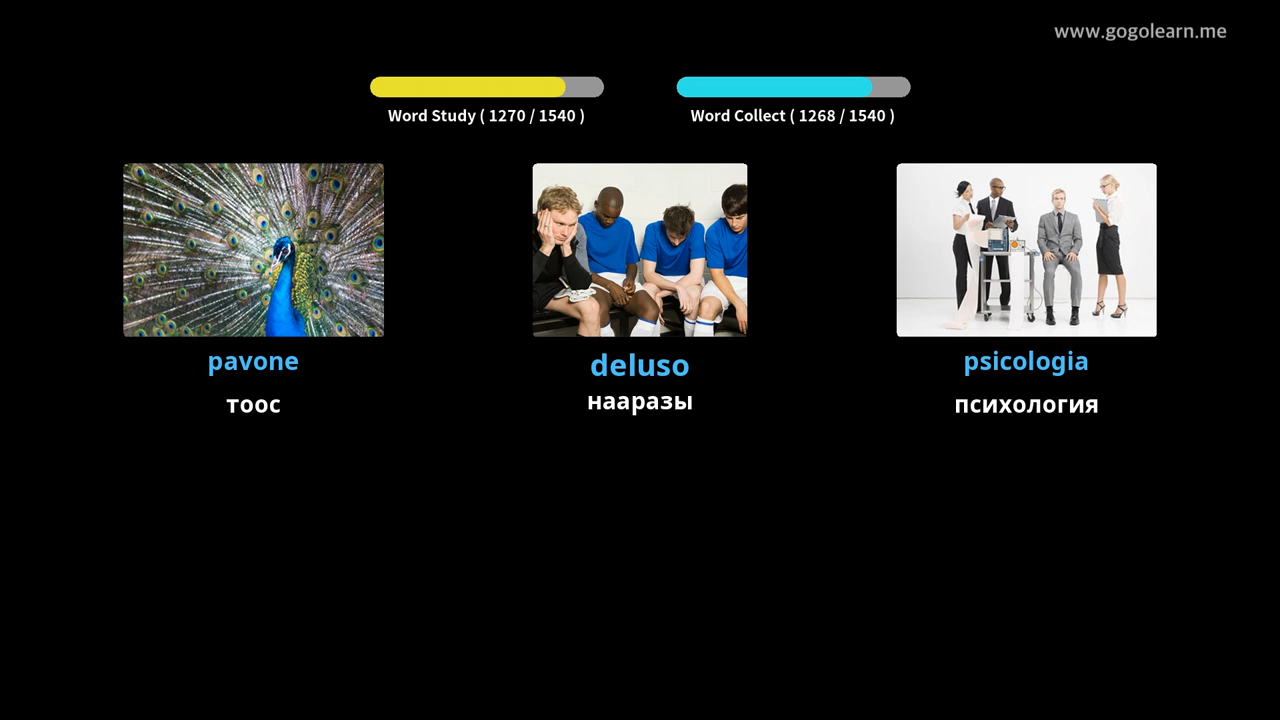 www.gogolearn.me
Word Study ( 1270 / 1540 )
Word Collect ( 1268 / 1540 )
pavone
deluso
psicologia
тоос
нааразы
психология